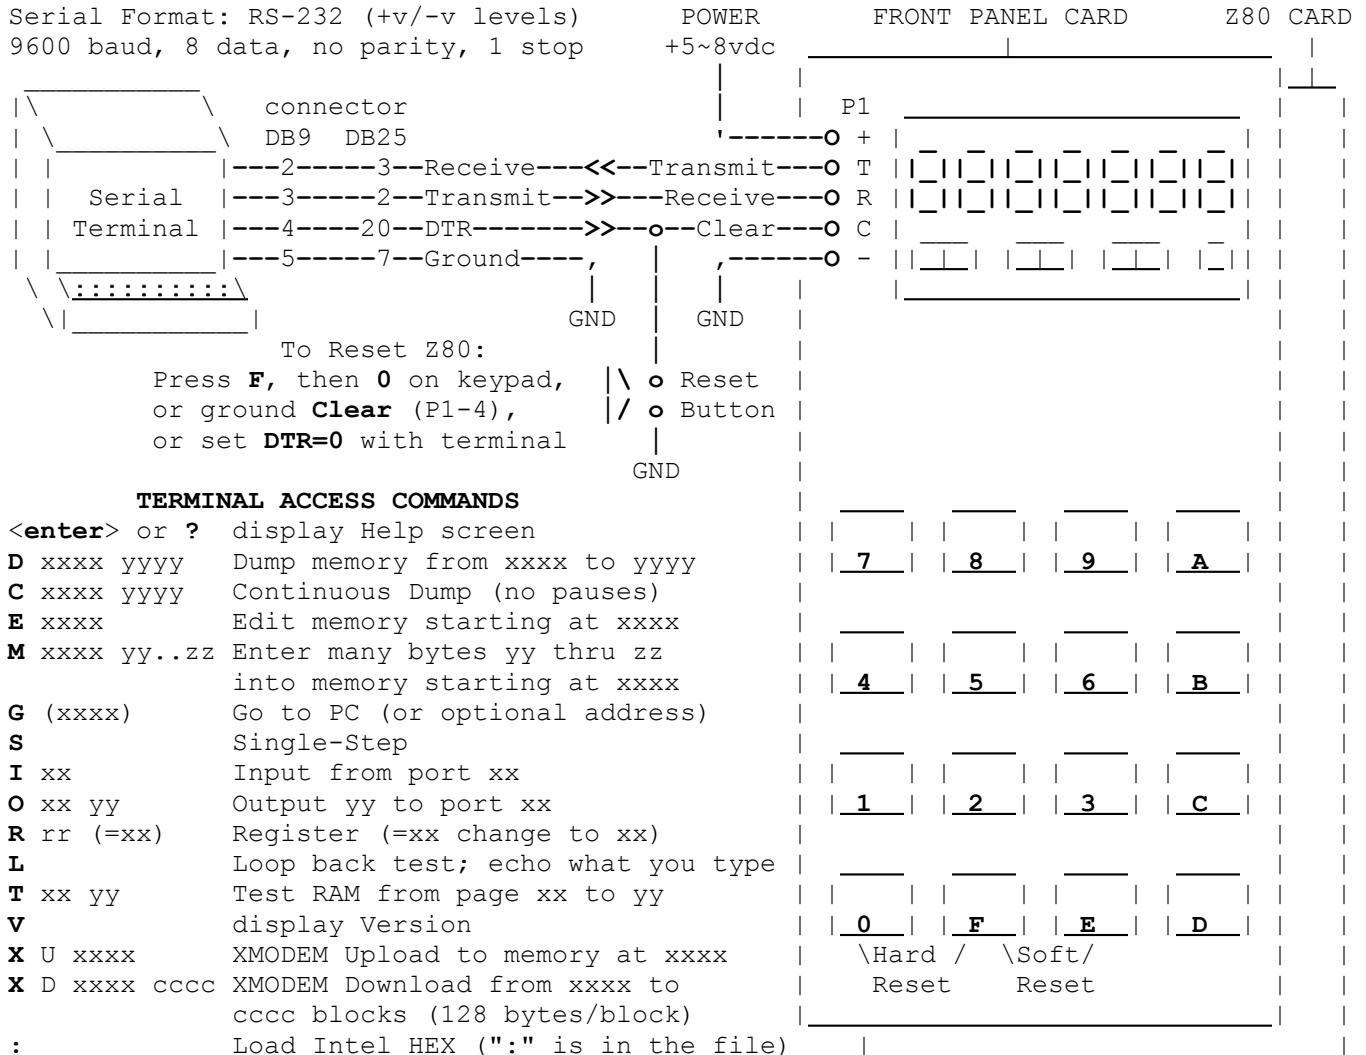 Serial Format: RS-232 (+v/-v levels) POWER FRONT PANEL CARD Z80 CARD
9600 baud, 8 data, no parity, 1 stop +5~8vdc
connector P1
DB9 DB25 +
---2-----3--Receive---<<--Transmit---O T
Serial ---3-----2--Transmit-->>---Receive---O R
Terminal ---4----20--DTR------->>--o--Clear---O C
---5-----7--Ground----, ,------O -
GND GND
To Reset Z80:
Press F, then 0 on keypad, Reset
or ground Clear (P1-4), Button
or set DTR=0 with terminal
GND
TERMINAL ACCESS COMMANDS
<enter> or ? display Help screen
D xxxx yyyy Dump memory from xxxx to yyyy 7 8 9 A
C xxxx yyyy Continuous Dump (no pauses)
E xxxx Edit memory starting at xxxx
M xxxx yy..zz Enter many bytes yy thru zz
into memory starting at xxxx 4 5 6 B
G (xxxx) Go to PC (or optional address)
S Single-Step
I xx Input from port xx
O xx yy Output yy to port xx 1 2 3 C
R rr (=xx) Register (=xx change to xx)
L Loop back test; echo what you type
T xx yy Test RAM from page xx to yy
V display Version 0 F E D
X U xxxx XMODEM Upload to memory at xxxx \Hard / \Soft/
X D xxxx cccc XMODEM Download from xxxx to Reset Reset
cccc blocks (128 bytes/block)
: Load Intel HEX (":" is in the file)